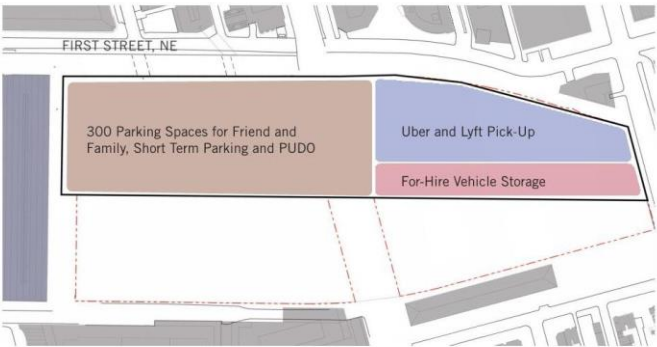 FIRST STREET, NE
300 Parking Spaces for Friend and
Family, Short Term Parking and PUDO
Uber and Lyft Pick-Up
For-Hire Vehicle Storage